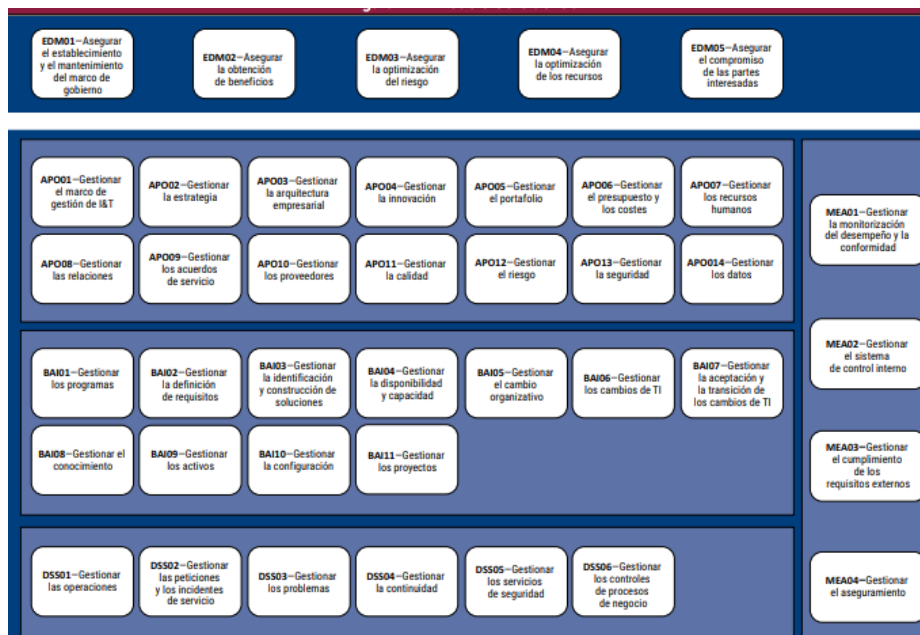 EDM01—Asegurar
el establecimiento
y el mantenimiento
del marco de
gobierno
EDM02—Asegurar
la obtención
de beneficios
EDM03—Asegurar
la optimización
del riesgo
EDM04—Asegurar
la optimización
de los recursos
EDM05—Asegurar
el compromiso
de las partes
interesadas
APO01—Gestionar
el marco de
gestión de I&T
APO02—Gestionar
la estrategia
APO03—Gestionar
la arquitectura
empresarial
APO04—Gestionar
la innovación
APO05—Gestionar
el portafolio
APO06—Gestionar
el presupuesto y
los costes
APO07—Gestionar
los recursos
humanos
APO08—Gestionar
las relaciones
APO09—Gestionar
los acuerdos
de servicio
APO10—Gestionar
los proveedores
APO11—Gestionar
la calidad
APO12—Gestionar
el riesgo
APO13—Gestionar
la seguridad
APO014—Gestionar
los datos
BAI01—Gestionar
los programas
BAI02—Gestionar
la definición
de requisitos
BAI03—Gestionar
la identificación
y construcción de
soluciones
BAI04—Gestionar
la disponibilidad
y capacidad
BAI05—Gestionar
el cambio
organizativo
BAI06—Gestionar
los cambios de TI
BAI07—Gestionar
la aceptación y
la transición de
los cambios de TI
BAI08—Gestionar el
conocimiento
BAI09—Gestionar
los activos
BAI10—Gestionar
la configuración
BAI11—Gestionar
los proyectos
DSS01—Gestionar
las operaciones
DSS02—Gestionar
las peticiones
y los incidentes
de servicio
DSS03—Gestionar
los problemas
DSS04—Gestionar
la continuidad
DSS05—Gestionar
los servicios
de seguridad
DSS06—Gestionar
los controles
de procesos
de negocio
MEA01—Gestionar
la monitorización
del desempeño y la
conformidad
MEA02—Gestionar
el sistema
de control interno
MEA03—Gestionar
el cumplimiento
de los
requisitos externos
MEA04—Gestionar
el aseguramiento